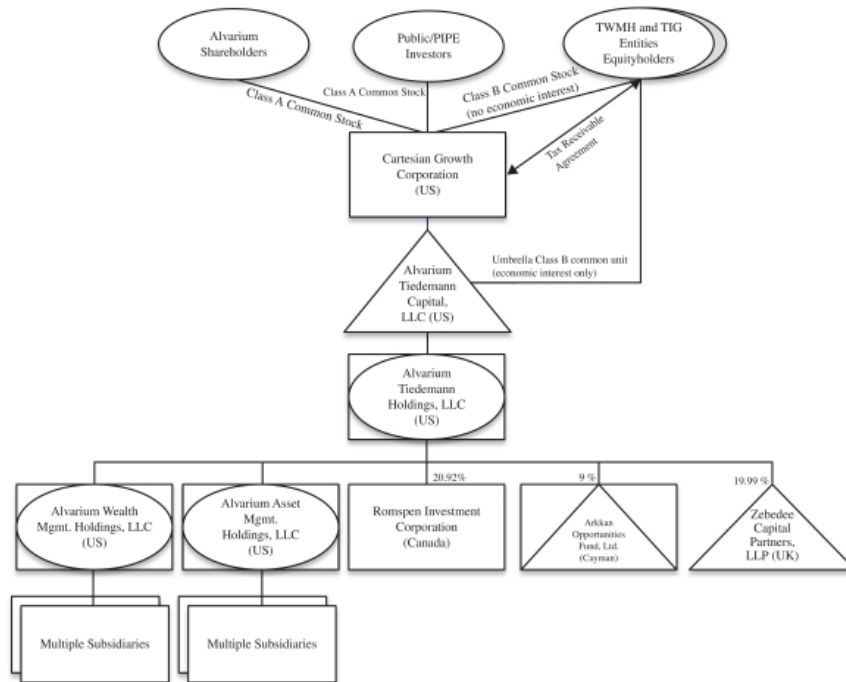 Alvarium
Shareholders
Public/PIPE
Investors
TWMH and TIG
Entities
Equityholders
Class A Common Stock
Class A Common Stock
Class B Common Stock
(no economic interest)
Tax Receivable
Agreement
Cartesian Growth
Corporation
(US)
Umbrella Class B common unit
(economic interest only)
Alvarium
Tiedemann
Capital,
LLC (US)
Alvarium
Tiedemann
Holdings, LLC
(US)
20.92%
9 %
19.99 %
Alvarium Wealth
Mgmt. Holdings, LLC
(US)
Alvarium Asset
Mgmt.
Holdings, LLC
(US)
Romspen Investment
Corporation
(Canada)
Arkkan
Opportunities
Fund, Ltd.
(Cayman)
Zebedee
Capital
Partners,
LLP (UK)
Multiple Subsidiaries
Multiple Subsidiaries